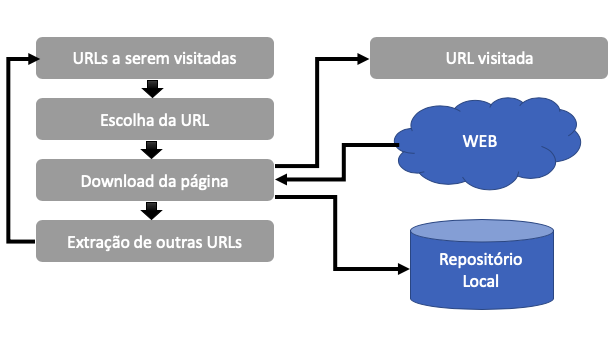 URLs a serem visitadas
URL visitada
Escolha da URL
WEB
Download da página
Extração de outras URLs
Repositório
Local